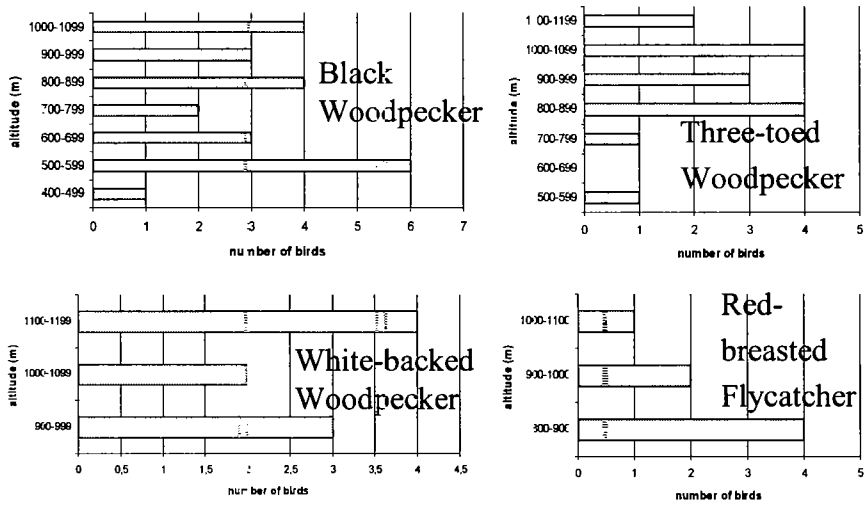 altitude (m)
1000-1099
900-999
800-899
700-799
600-699
500-599
400-499
Black
Woodpecker
0 1 2 3 4 5 6 7
number of birds
altitude (m)
1100-1199
1000-1099
900-999
800-899
700-799
600-699
500-599
Three-toed
Woodpecker
0 1 2 3 4 5
number of birds
altitude (m)
1100-1199
1000-1099
900-999
White-backed
Woodpecker
0 0,5 1 1,5 2,5 3 3,5 4 4,5
number of birds
altitude (m)
1000-1100
900-1000
800-900
Red-
breasted
Flycatcher
0 1 2 3 4 5
number of birds